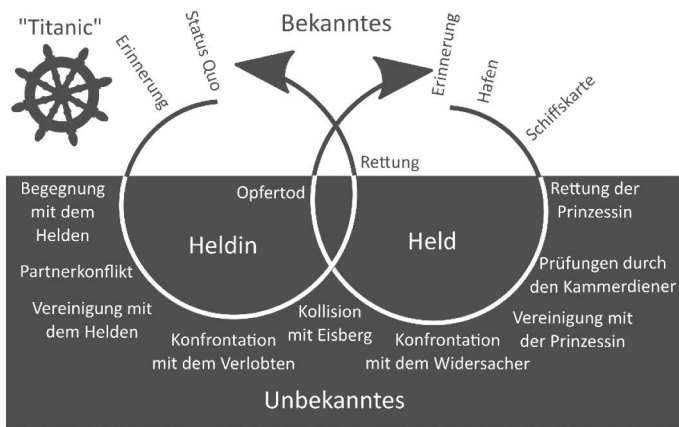 "Titanic"
Bekanntes
Erinnerung
Status Quo
Erinnerung
Hafen
Schiffskarte
Rettung
Opfertod
Begegnung
mit dem
Helden
Partnerkonflikt
Vereinigung mit
dem Helden
Konfrontation
mit dem Verlobten
Heldin
Kollision
mit Eisberg
Held
Rettung der
Prinzessin
Prüfungen durch
den Kammerdiener
Vereinigung mit
der Prinzessin
Konfrontation
mit dem Widersacher
Unbekanntes